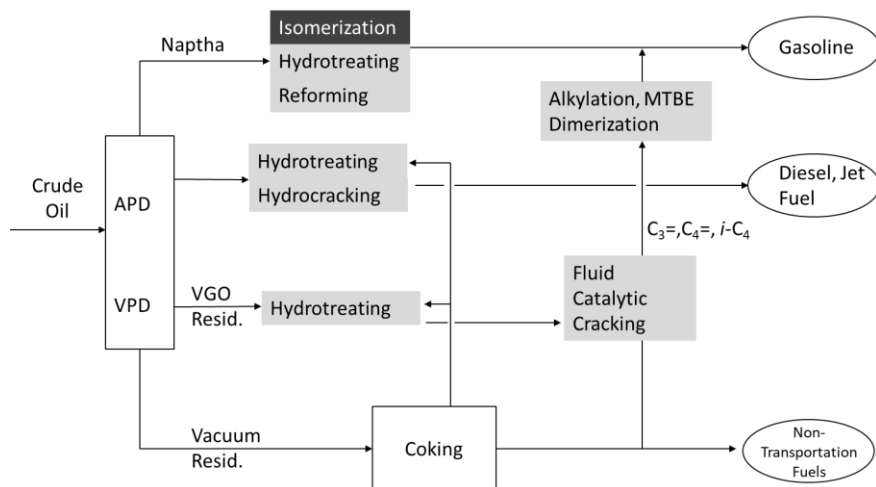 Isomerization
Naptha
Hydrotreating
Reforming
Gasoline
Alkylation, MTBE
Dimerization
Hydrotreating
Hydrocracking
Diesel, Jet
Fuel
Crude
Oil
APD
C₃=,C₄=, i-C₄
VPD
VGO
Resid.
Hydrotreating
Fluid
Catalytic
Cracking
Vacuum
Resid.
Coking
Non-
Transportation
Fuels